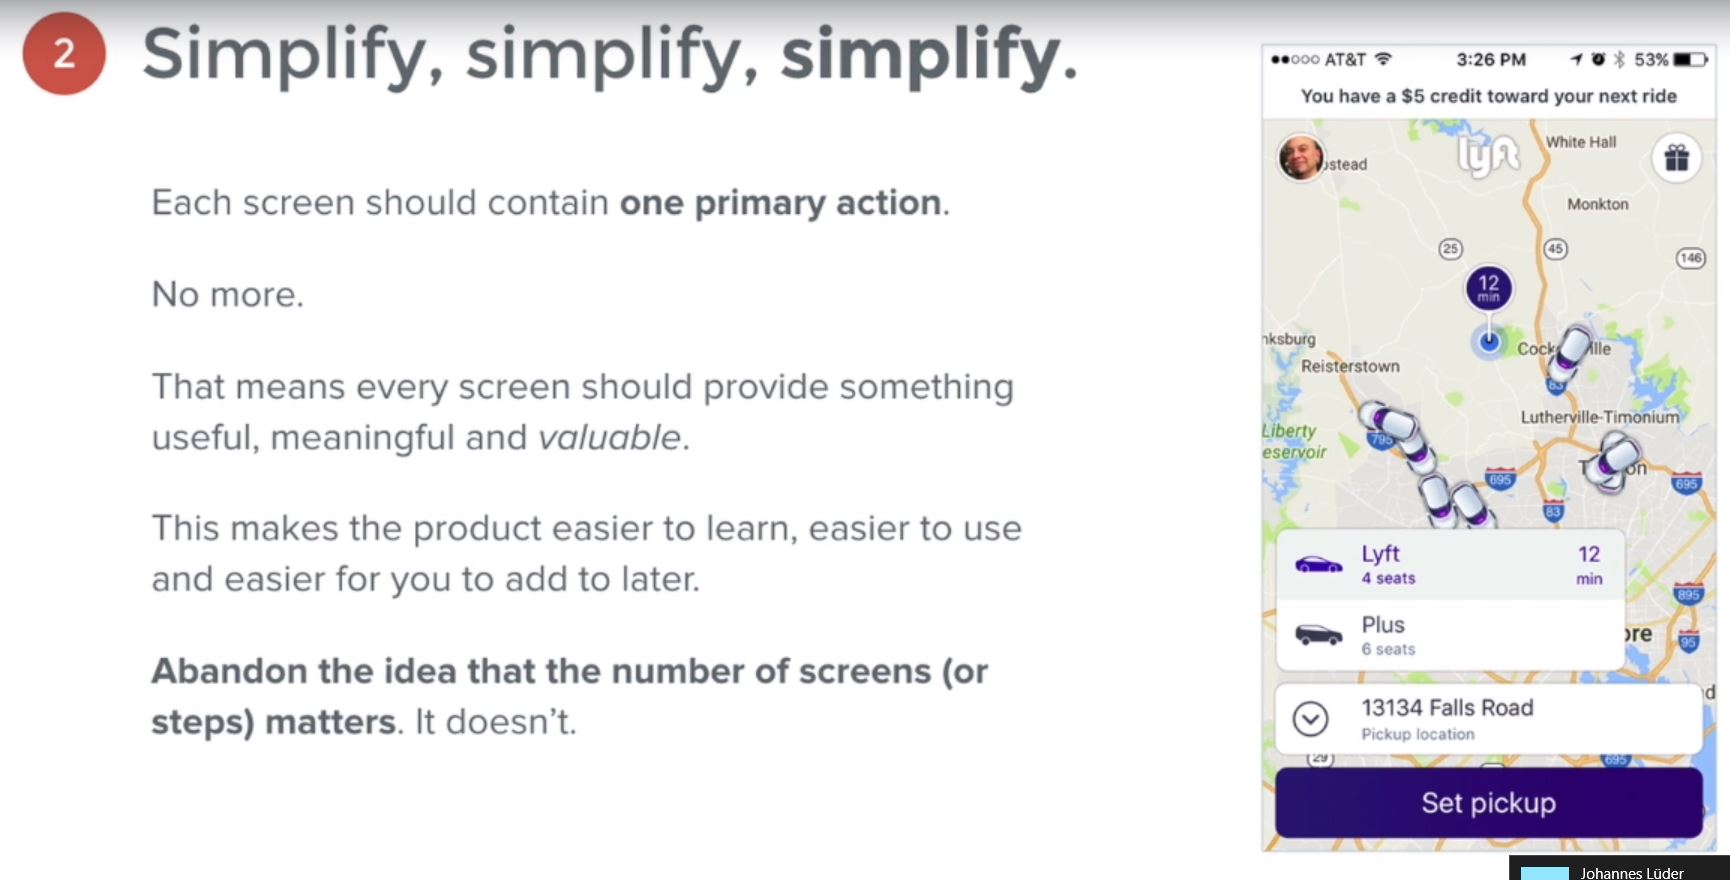 2
Simplify, simplify, simplify.
Each screen should contain one primary action.
No more.
That means every screen should provide something
useful, meaningful and valuable.
This makes the product easier to learn, easier to use
and easier for you to add to later.
Abandon the idea that the number of screens (or
steps) matters. It doesn't.
AT&T 3:26 PM 53%
You have a $5 credit toward your next ride
White Hall
lyft
stead
Monkton
25
45
146
12
min
ksburg
Cock lle
Reisterstown
83
Lutherville-Timonium
Liberty
795
eservoir
T on
695
695
83
Lyft 12
4 seats min
895
Plus
6 seats
ore
95
13134 Falls Road
Pickup location
d
29
695
Set pickup
Johannes Lüder